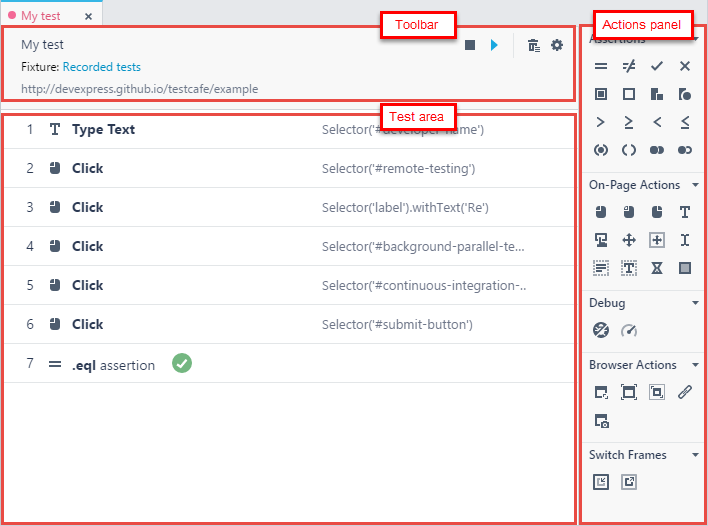 My test ×
Toolbar
Actions panel
My test
Fixture: Recorded tests
http://devexpress.github.io/testcafe/example
Test area
1 Type Text Selector('#developer-name')
2 Click Selector('#remote-testing')
3 Click Selector('label').withText('Re')
4 Click Selector('#background-parallel-te...
5 Click Selector('#continuous-integration-..
6 Click Selector('#submit-button')
7 .eql assertion
Assertions
On-Page Actions
Debug
Browser Actions
Switch Frames